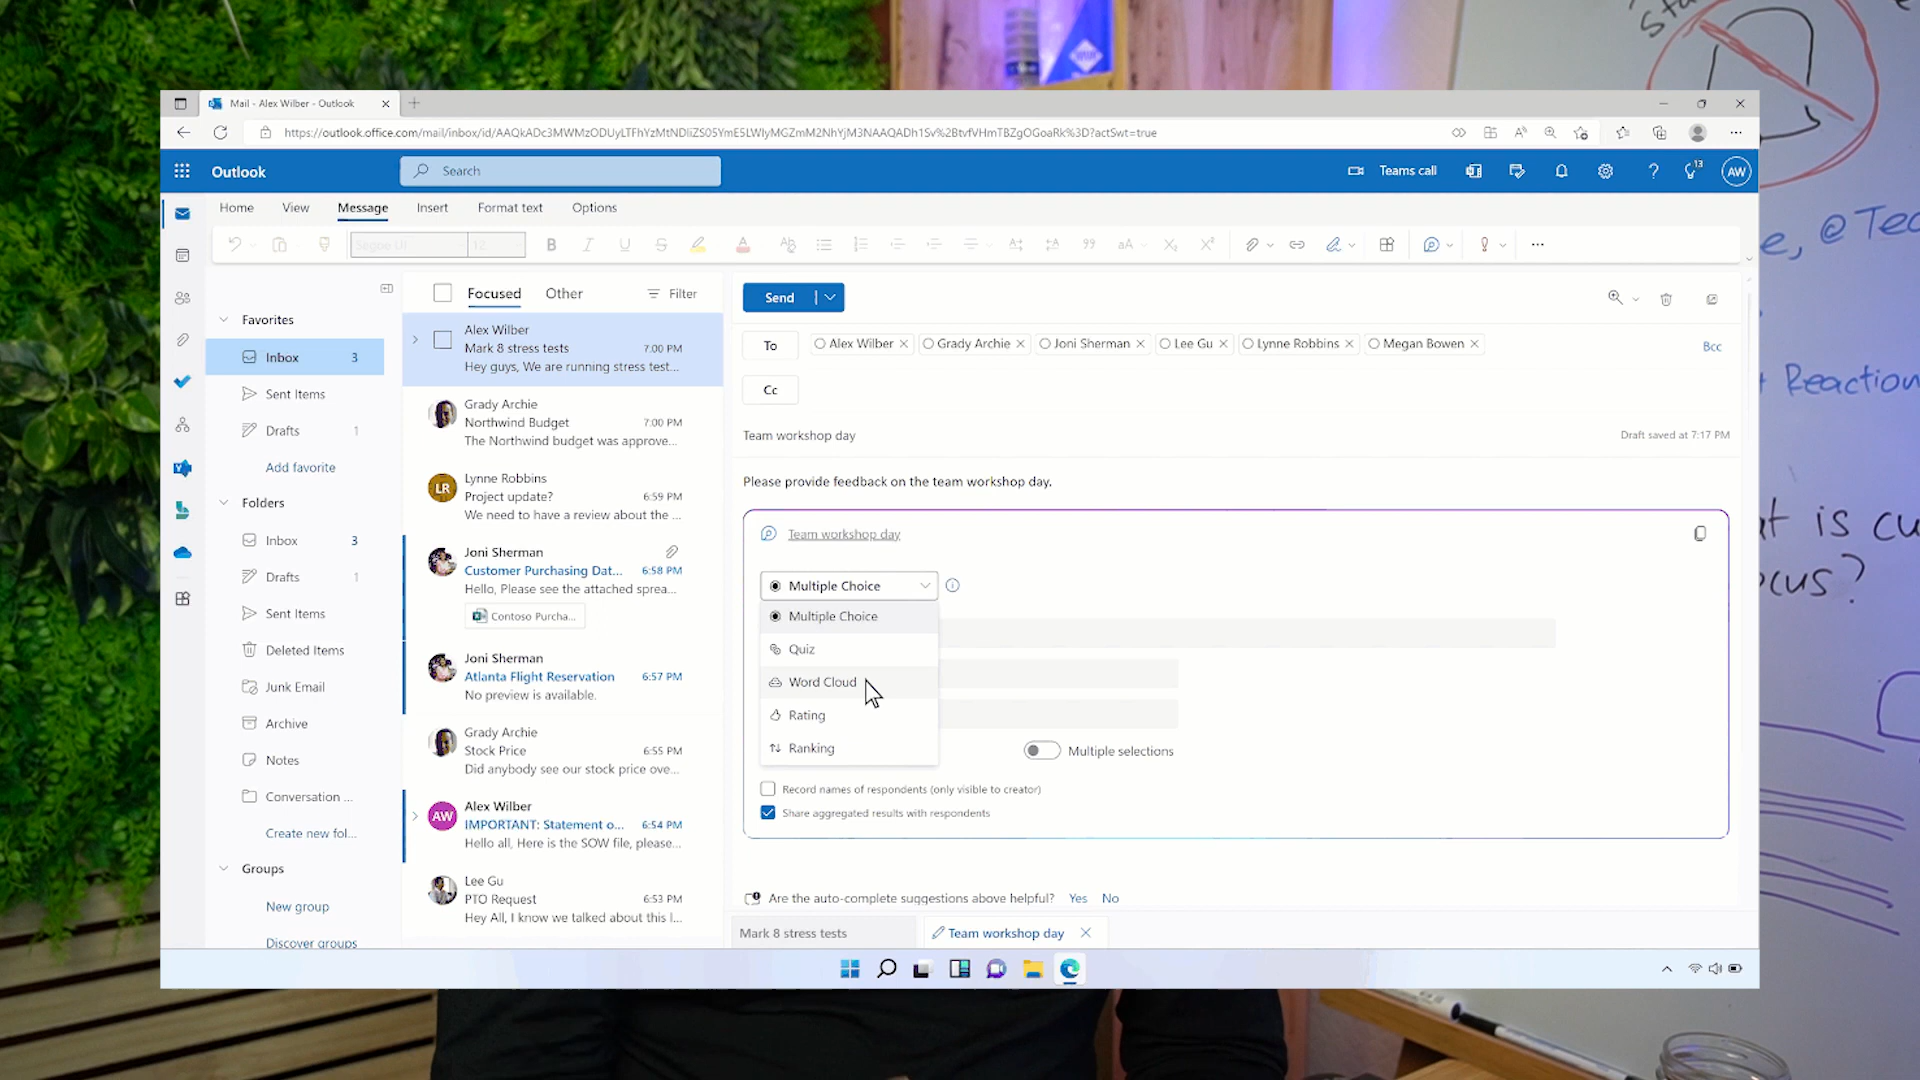 Mail - Alex Wilber - Outlook
https://outlook.office.com/mail/inbox/id/AAQkADc3MWMzODUyLTFhYzMtNDliZS05YmE5LWIyMGZmM2NhYjM3NAAQADh1Sv%2BtvfVHmTBZgOGoaRk%3D?actSwt=true
Outlook
Search
Teams call
13
AW
Home View Message Insert Format text Options
Segoe UI 12
Favorites
Inbox 3
Sent Items
Drafts 1
Add favorite
Folders
Inbox 3
Drafts 1
Sent Items
Deleted Items
Junk Email
Archive
Notes
Conversation ...
Create new fol...
Groups
New group
Discover groups
Focused Other Filter
Alex Wilber
Mark 8 stress tests 7:00 PM
Hey guys, We are running stress test...
Grady Archie
Northwind Budget 7:00 PM
The Northwind budget was approve...
LR
Lynne Robbins
Project update? 6:59 PM
We need to have a review about the ...
Joni Sherman
Customer Purchasing Dat... 6:58 PM
Hello, Please see the attached sprea...
Contoso Purcha...
Joni Sherman
Atlanta Flight Reservation 6:57 PM
No preview is available.
Grady Archie
Stock Price 6:55 PM
Did anybody see our stock price ove...
AW
Alex Wilber
IMPORTANT: Statement o... 6:54 PM
Hello all, Here is the SOW file, please...
Lee Gu
PTO Request 6:53 PM
Hey All, I know we talked about this l...
Send
To Alex Wilber Grady Archie Joni Sherman Lee Gu Lynne Robbins Megan Bowen Bcc
Cc
Team workshop day Draft saved at 7:17 PM
Please provide feedback on the team workshop day.
Team workshop day
Multiple Choice
Multiple Choice
Quiz
Word Cloud
Rating
Ranking
Multiple selections
Record names of respondents (only visible to creator)
Share aggregated results with respondents
Are the auto-complete suggestions above helpful? Yes No
Mark 8 stress tests Team workshop day
Reaction
is